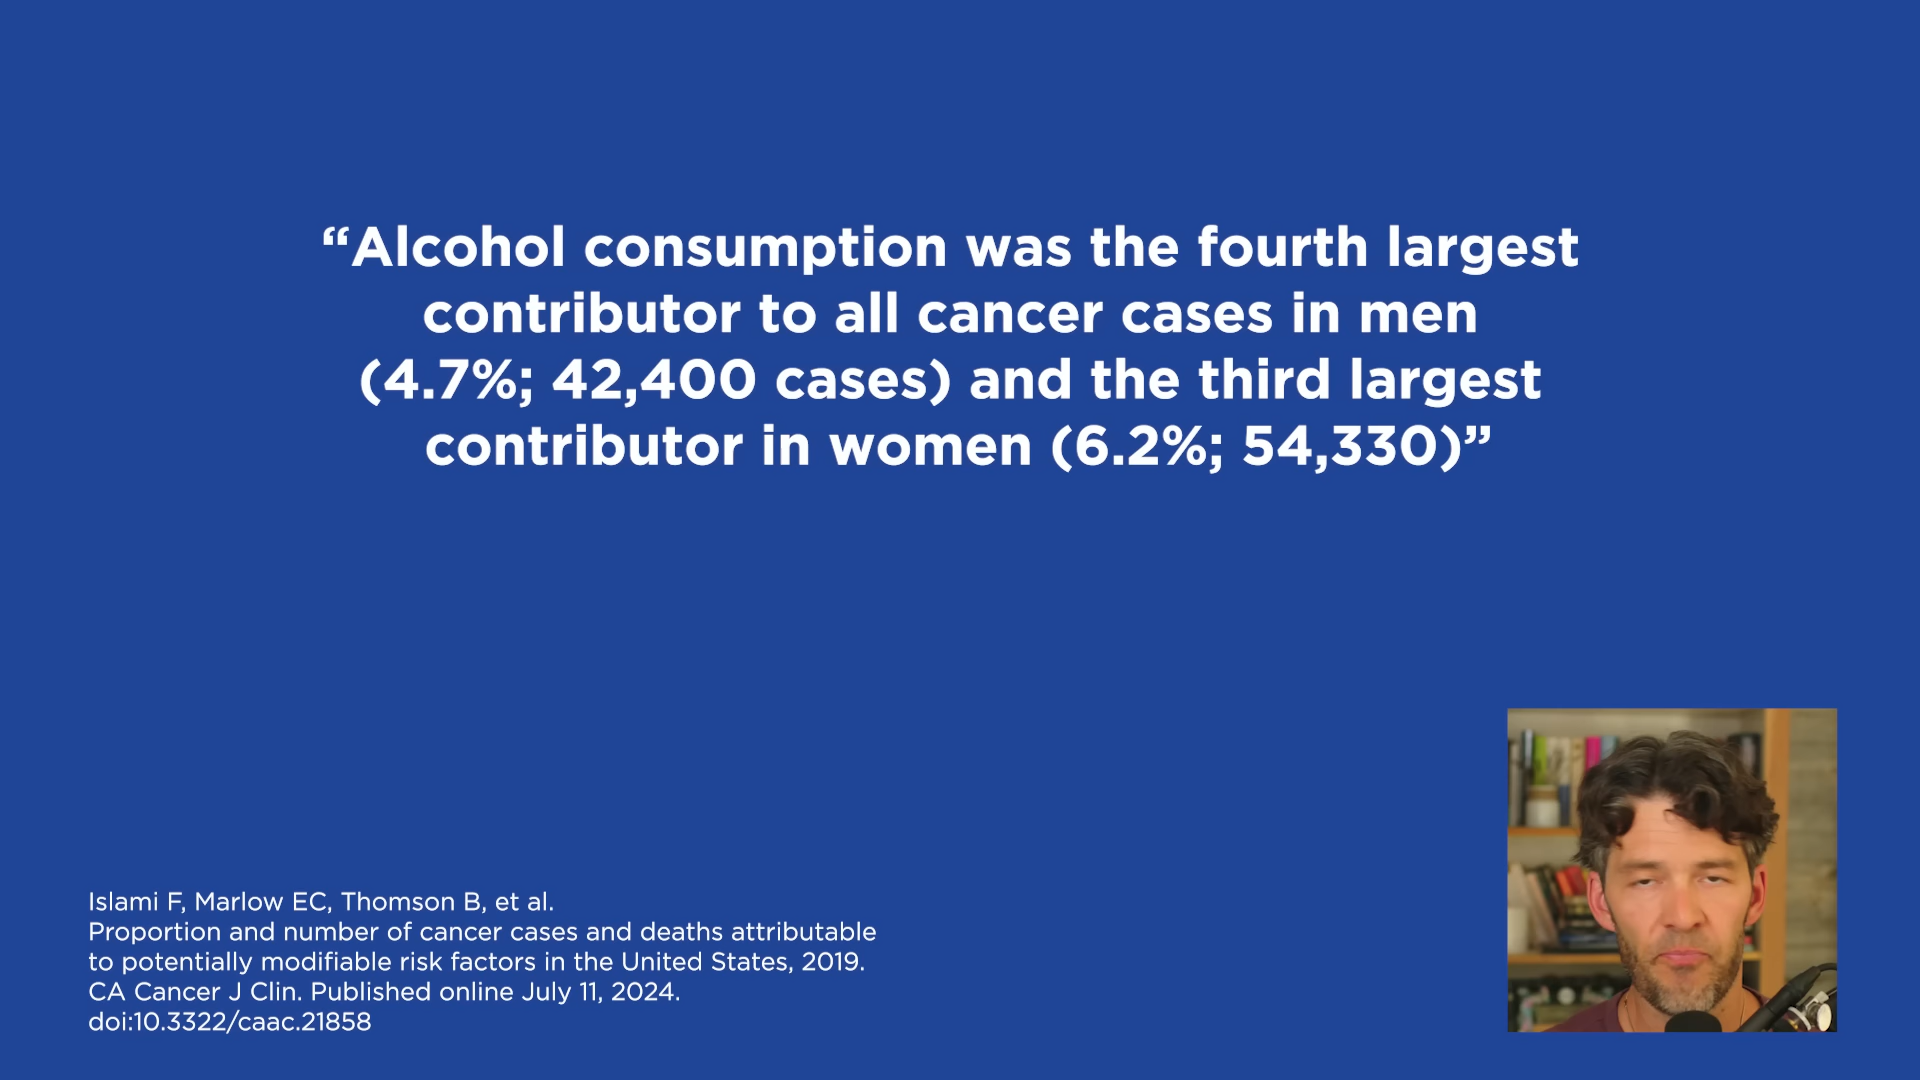 “Alcohol consumption was the fourth largest
contributor to all cancer cases in men
(4.7%; 42,400 cases) and the third largest
contributor in women (6.2%; 54,330)”
Islami F, Marlow EC, Thomson B, et al.
Proportion and number of cancer cases and deaths attributable
to potentially modifiable risk factors in the United States, 2019.
CA Cancer J Clin. Published online July 11, 2024.
doi:10.3322/caac.21858